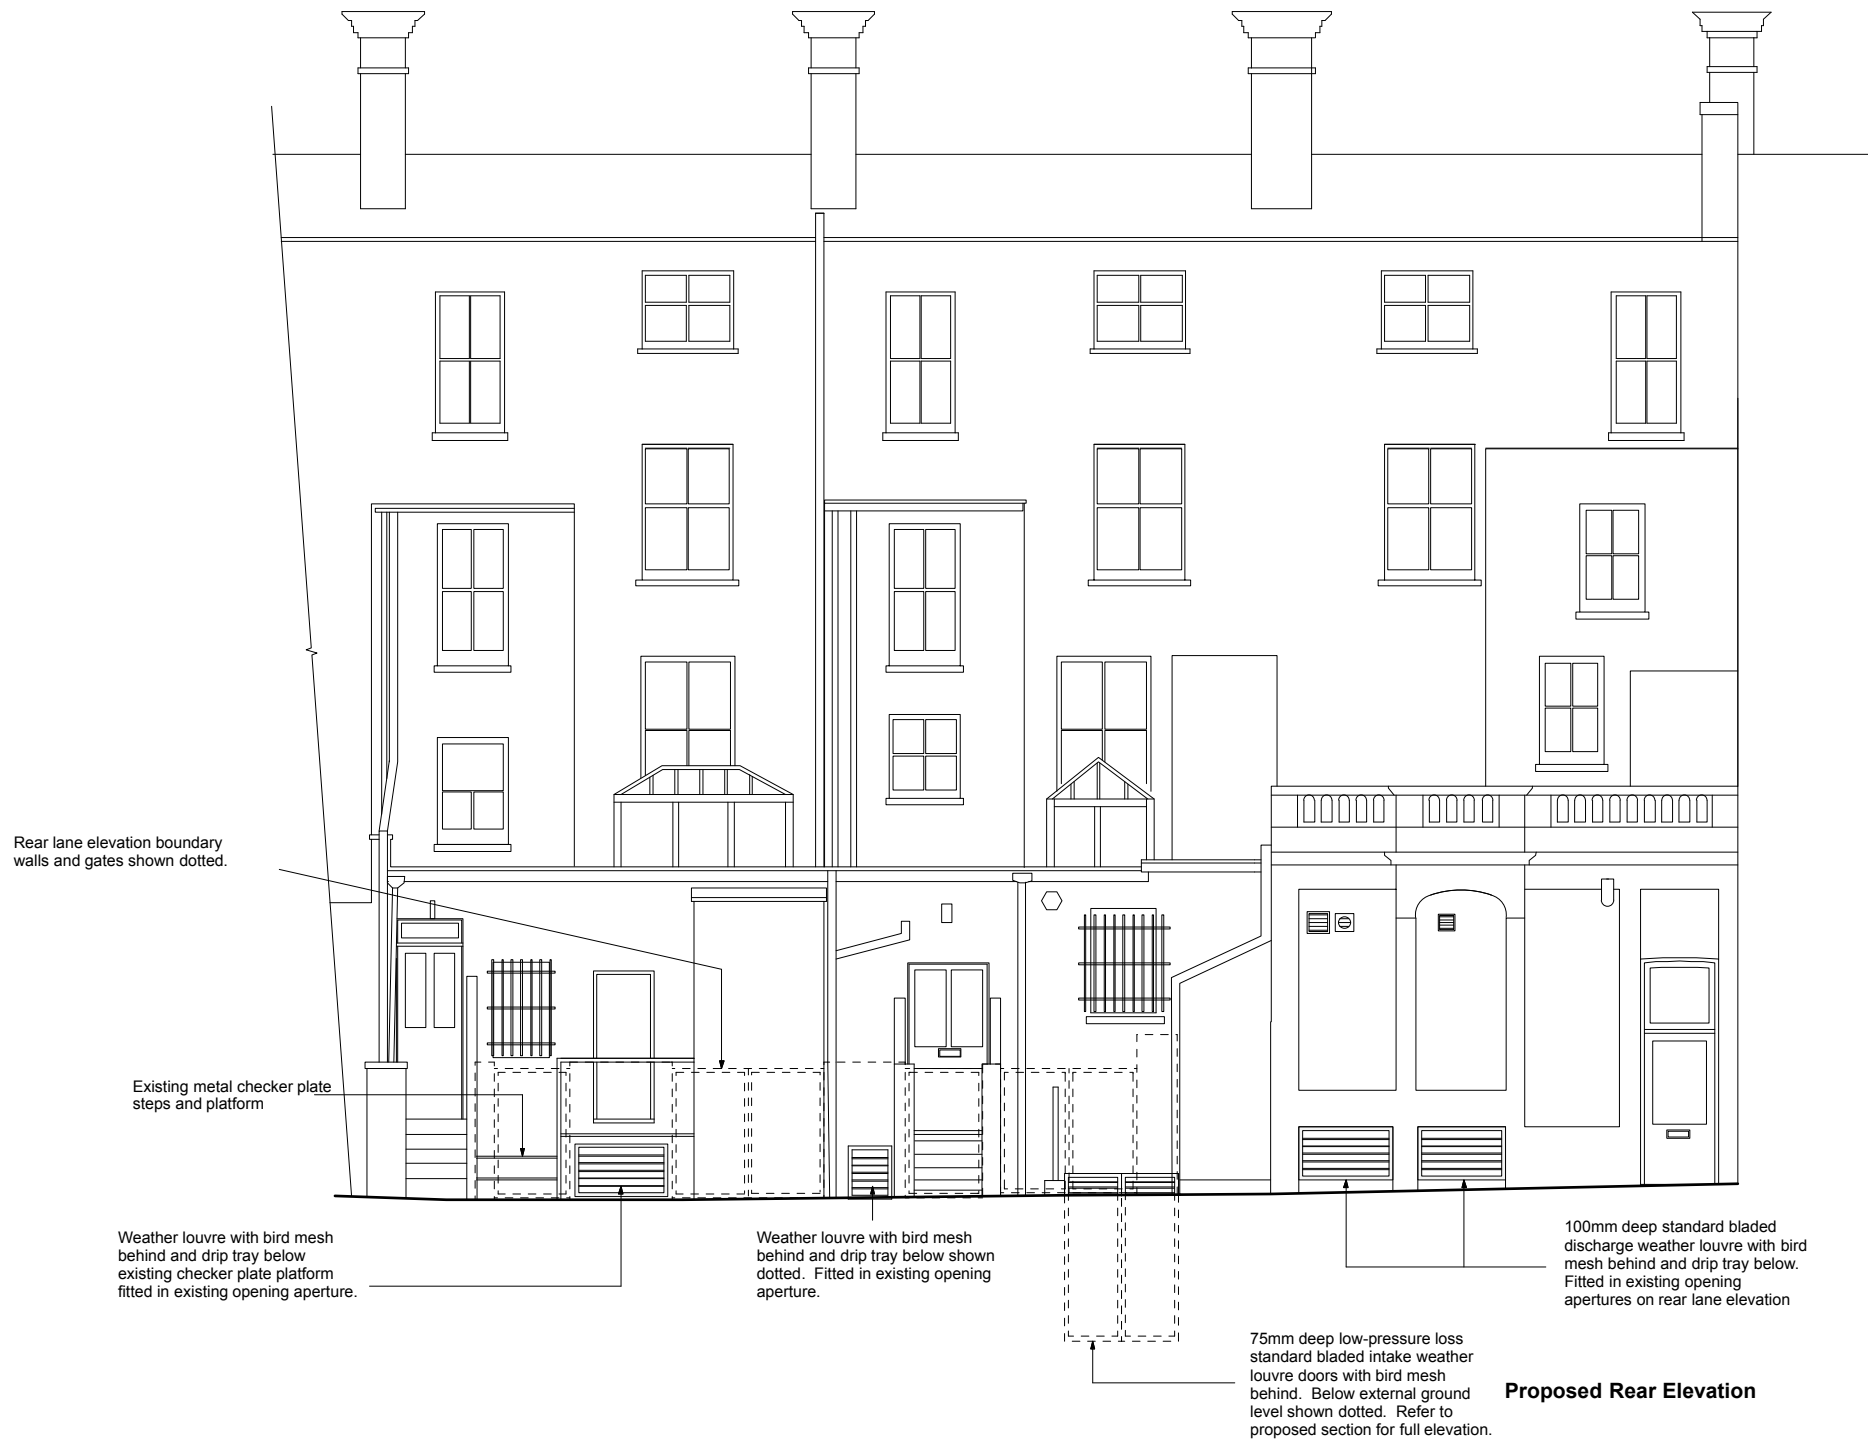 Rear lane elevation boundary
walls and gates shown dotted.
Existing metal checker plate
steps and platform
Weather louvre with bird mesh
behind and drip tray below
existing checker plate platform
fitted in existing opening aperture.
Weather louvre with bird mesh
behind and drip tray below shown
dotted. Fitted in existing opening
aperture.
100mm deep standard bladed
discharge weather louvre with bird
mesh behind and drip tray below.
Fitted in existing opening
apertures on rear lane elevation
75mm deep low-pressure loss
standard bladed intake weather
louvre doors with bird mesh
behind. Below external ground
level shown dotted. Refer to
proposed section for full elevation.
Proposed Rear Elevation